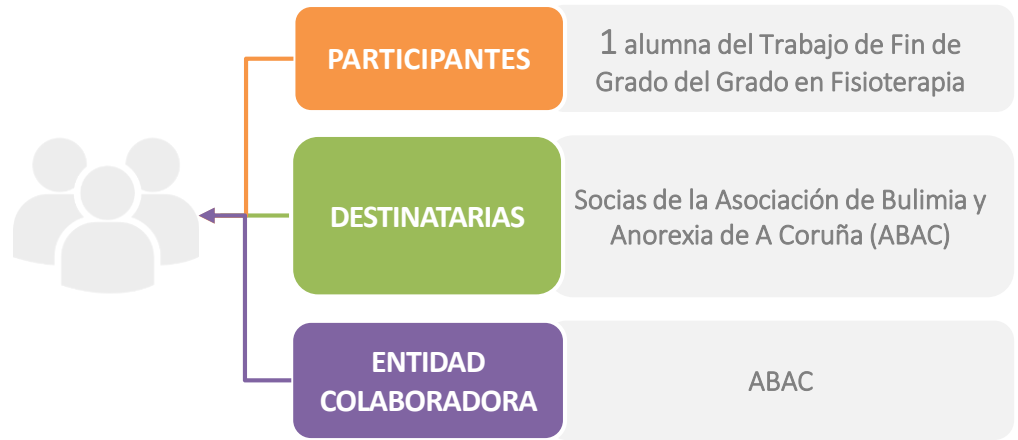 PARTICIPANTES
1 alumna del Trabajo de Fin de
Grado del Grado en Fisioterapia
DESTINATARIAS
Socias de la Asociación de Bulimia y
Anorexia de A Coruña (ABAC)
ENTIDAD
COLABORADORA
ABAC